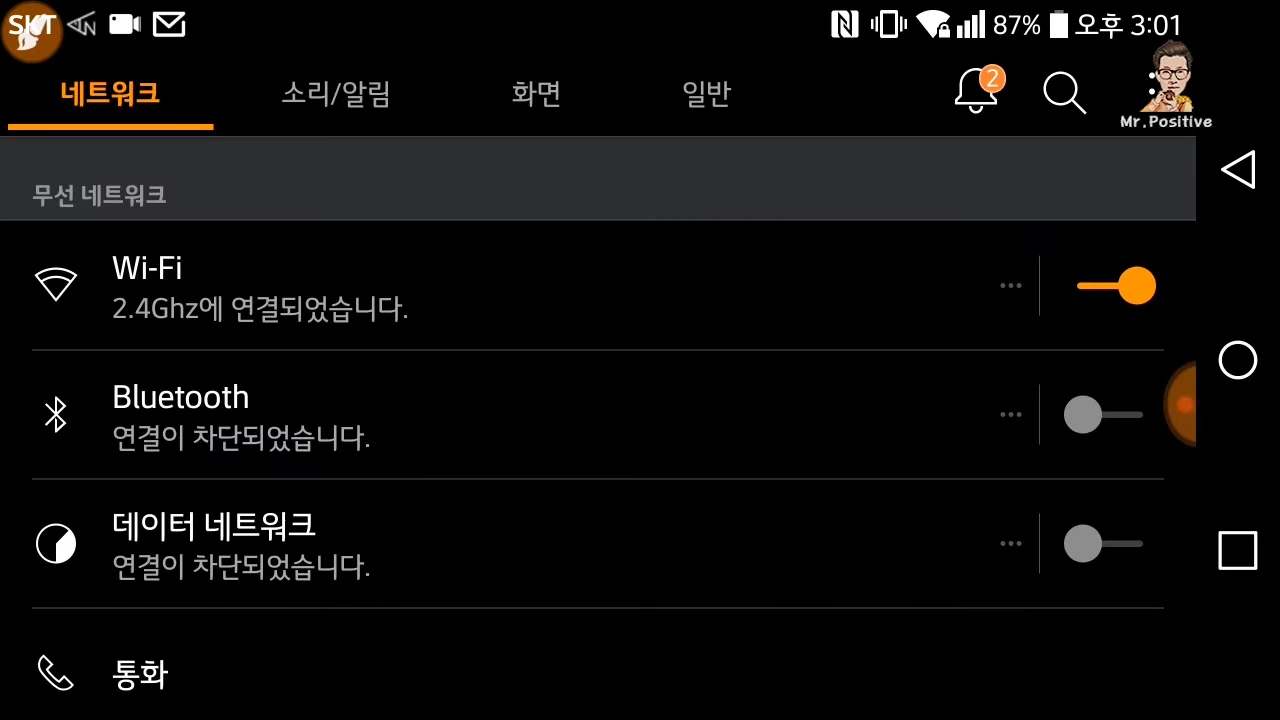 SKT
87% 오후 3:01
네트워크 소리/알림 화면 일반 2
Mr.Positive
무선 네트워크
Wi-Fi
2.4Ghz에 연결되었습니다.
Bluetooth
연결이 차단되었습니다.
데이터 네트워크
연결이 차단되었습니다.
통화